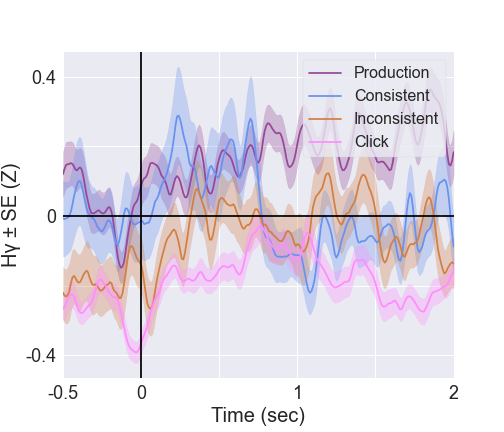 Production
Consistent
Inconsistent
Click
0.4
0
-0.4
Hγ ± SE (Z)
-0.5
0
1
2
Time (sec)